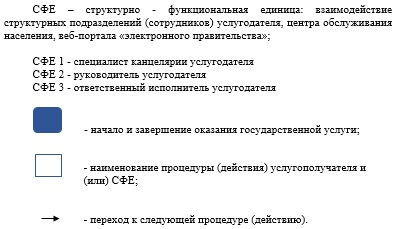 СФЕ – структурно - функциональная единица: взаимодействие
структурных подразделений (сотрудников) услугодателя, центра обслуживания
населения, веб-портала «электронного правительства»;
СФЕ 1 - специалист канцелярии услугодателя
СФЕ 2 - руководитель услугодателя
СФЕ 3 - ответственный исполнитель услугодателя
- начало и завершение оказания государственной услуги;
- наименование процедуры (действия) услугополучателя и
(или) СФЕ;
- переход к следующей процедуре (действию).